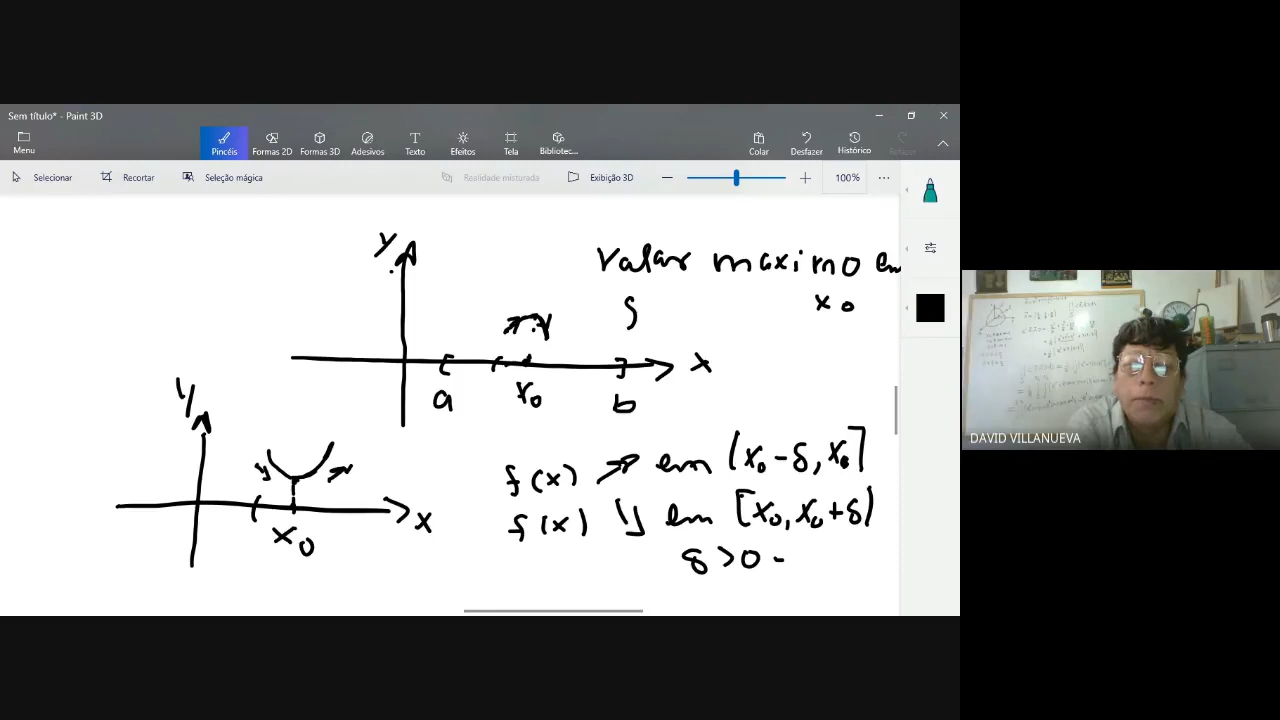 Sem título* - Paint 3D
Menu
Pincéis
Formas 2D
Formas 3D
Adesivos
Texto
Efeitos
Tela
Bibliotec...
Colar
Desfazer
Histórico
Refazer
Selecionar
Recortar
Seleção mágica
Realidade misturada
Exibição 3D
100%
y
Valor maximo em
x₀
x
a
x₀
b
y
x
x₀
f(x) ↗ em (x₀-δ, x₀]
f(x) ↘ em [x₀, x₀+δ)
δ>0
DAVID VILLANUEVA